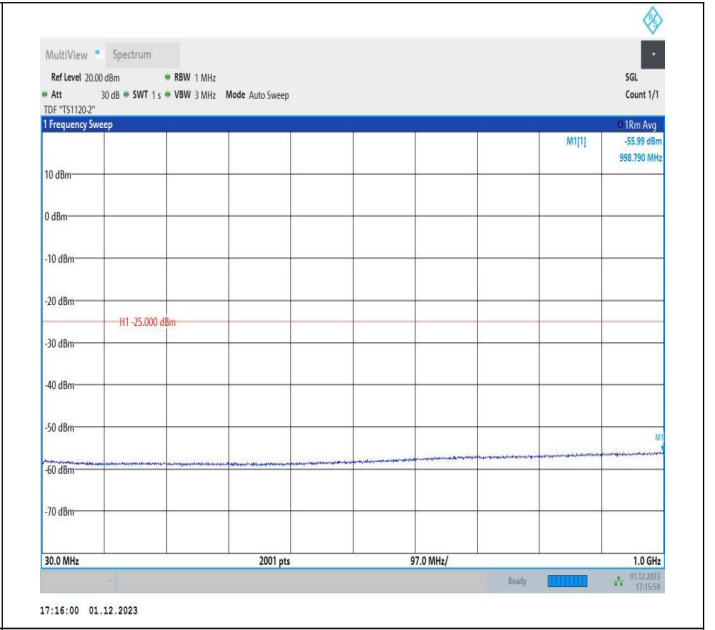 MultiView Spectrum
Ref Level 20.00 dBm RBW 1 MHz SGL
Att 30 dB SWT 1 s VBW 3 MHz Mode Auto Sweep Count 1/1
TDF "TS1120-2"
1 Frequency Sweep 1Rm Avg
M1[1] -55.99 dBm
998.790 MHz
10 dBm
0 dBm
-10 dBm
-20 dBm
H1 -25.000 dBm
-30 dBm
-40 dBm
-50 dBm
M1
-60 dBm
-70 dBm
30.0 MHz 2001 pts 97.0 MHz/ 1.0 GHz
Ready 01.12.2023
17:15:59
17:16:00 01.12.2023